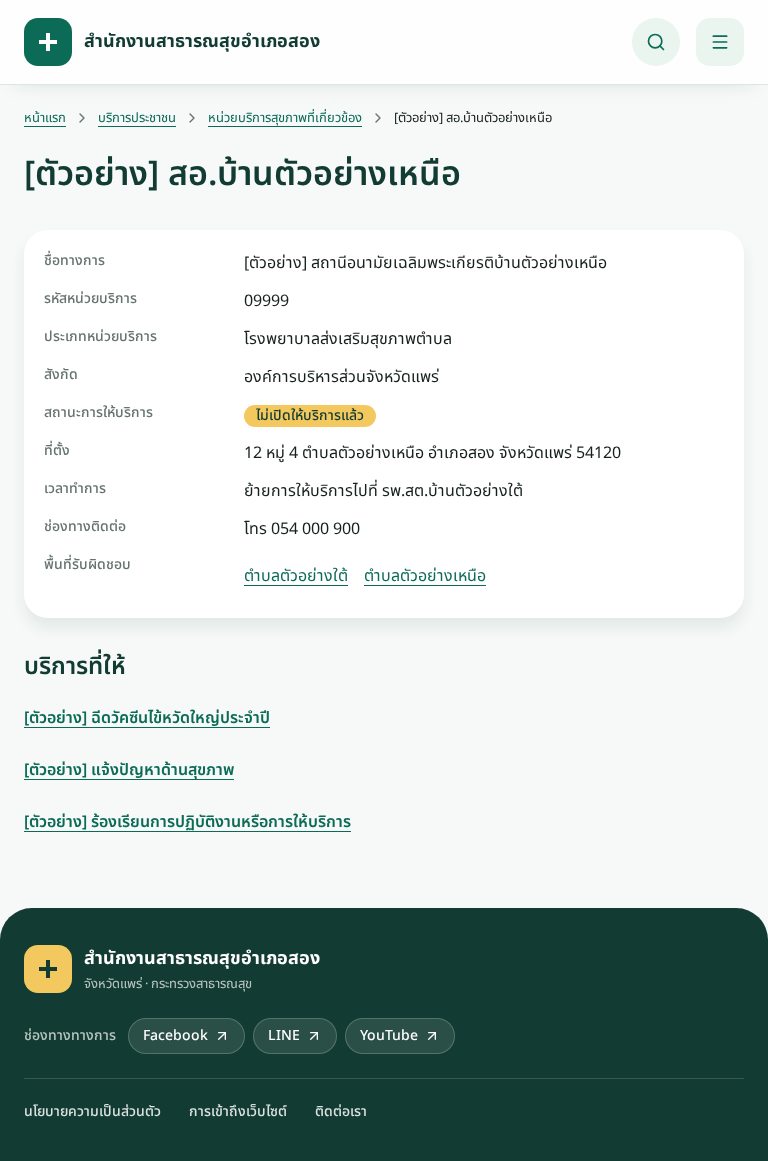 สำนักงานสาธารณสุขอำเภอสอง
หน้าแรก > บริการประชาชน > หน่วยบริการสุขภาพที่เกี่ยวข้อง > [ตัวอย่าง] สอ.บ้านตัวอย่างเหนือ
[ตัวอย่าง] สอ.บ้านตัวอย่างเหนือ
ชื่อทางการ [ตัวอย่าง] สถานีอนามัยเฉลิมพระเกียรติบ้านตัวอย่างเหนือ
รหัสหน่วยบริการ 09999
ประเภทหน่วยบริการ โรงพยาบาลส่งเสริมสุขภาพตำบล
สังกัด องค์การบริหารส่วนจังหวัดแพร่
สถานะการให้บริการ ไม่เปิดให้บริการแล้ว
ที่ตั้ง 12 หมู่ 4 ตำบลตัวอย่างเหนือ อำเภอสอง จังหวัดแพร่ 54120
เวลาทำการ ย้ายการให้บริการไปที่ รพ.สต.บ้านตัวอย่างใต้
ช่องทางติดต่อ โทร 054 000 900
พื้นที่รับผิดชอบ ตำบลตัวอย่างใต้ ตำบลตัวอย่างเหนือ
บริการที่ให้
[ตัวอย่าง] ฉีดวัคซีนไข้หวัดใหญ่ประจำปี
[ตัวอย่าง] แจ้งปัญหาด้านสุขภาพ
[ตัวอย่าง] ร้องเรียนการปฏิบัติงานหรือการให้บริการ
สำนักงานสาธารณสุขอำเภอสอง
จังหวัดแพร่ · กระทรวงสาธารณสุข
ช่องทางทางการ Facebook LINE YouTube
นโยบายความเป็นส่วนตัว การเข้าถึงเว็บไซต์ ติดต่อเรา